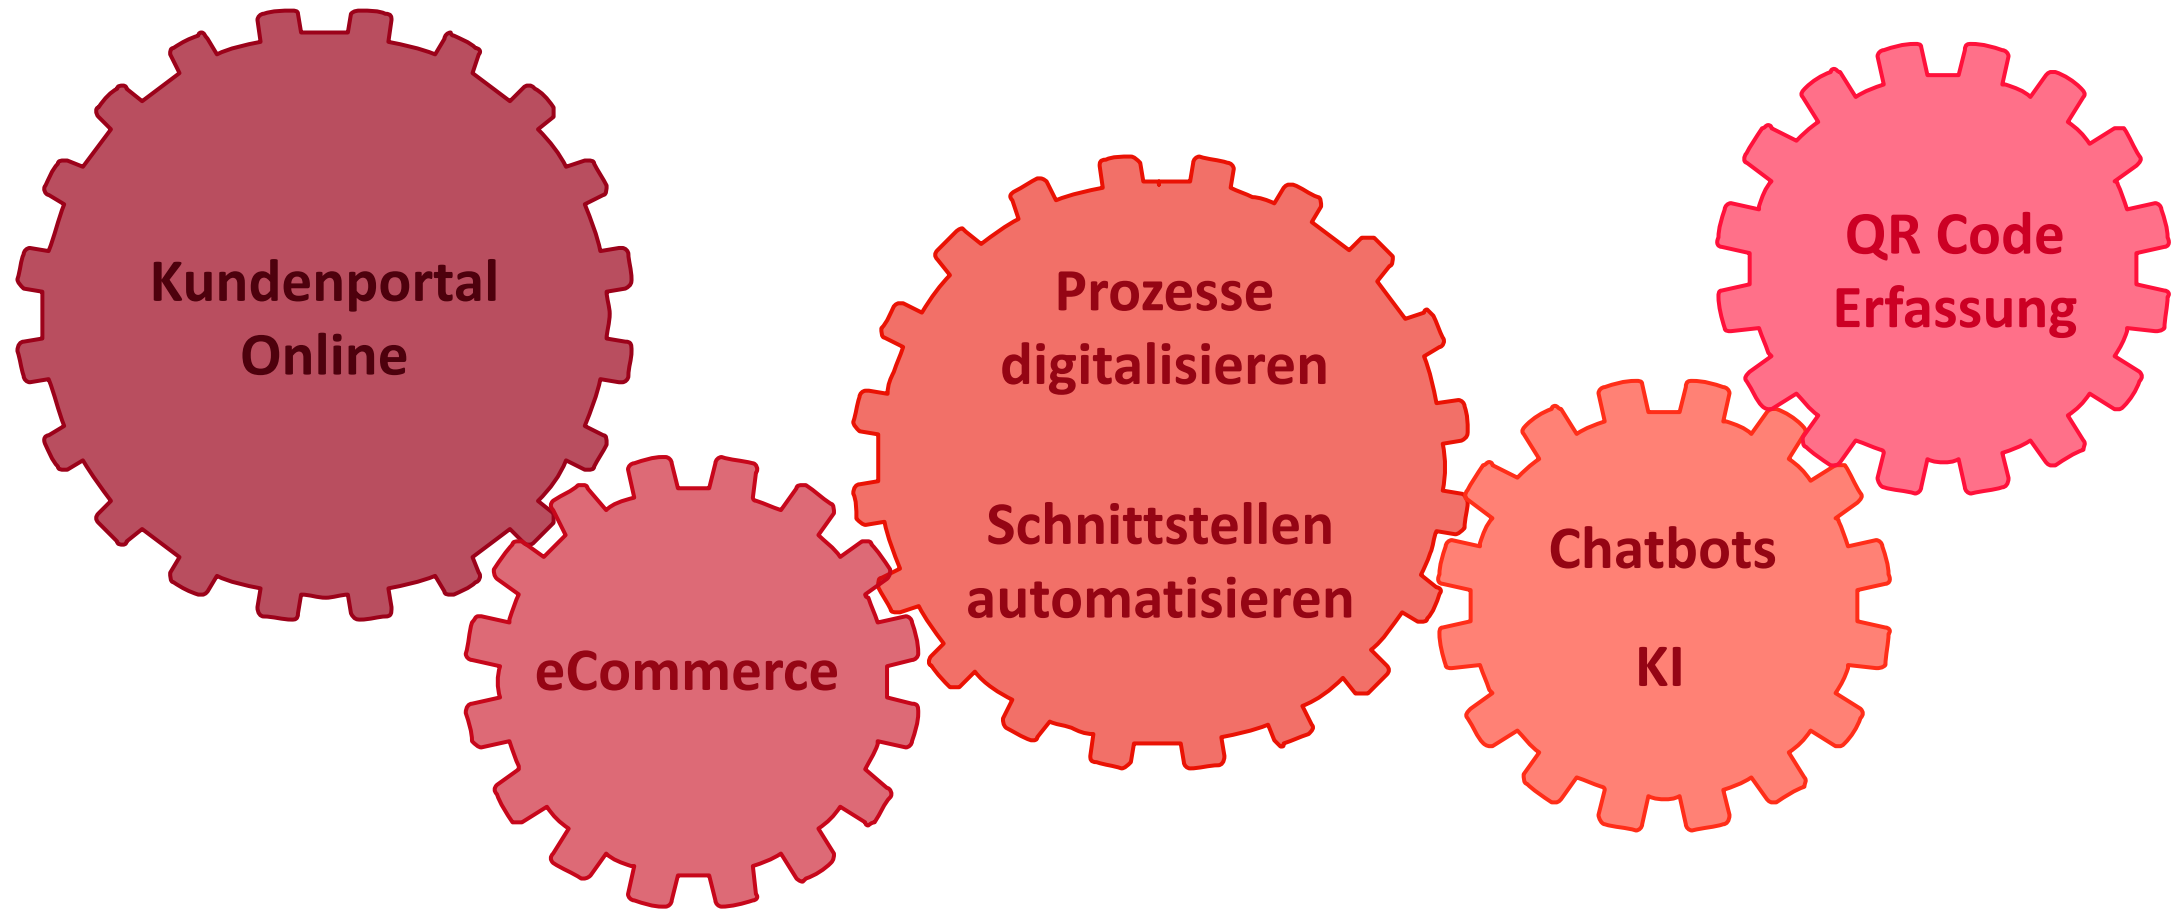 Kundenportal
Online
eCommerce
Prozesse
digitalisieren
Schnittstellen
automatisieren
Chatbots
KI
QR Code
Erfassung